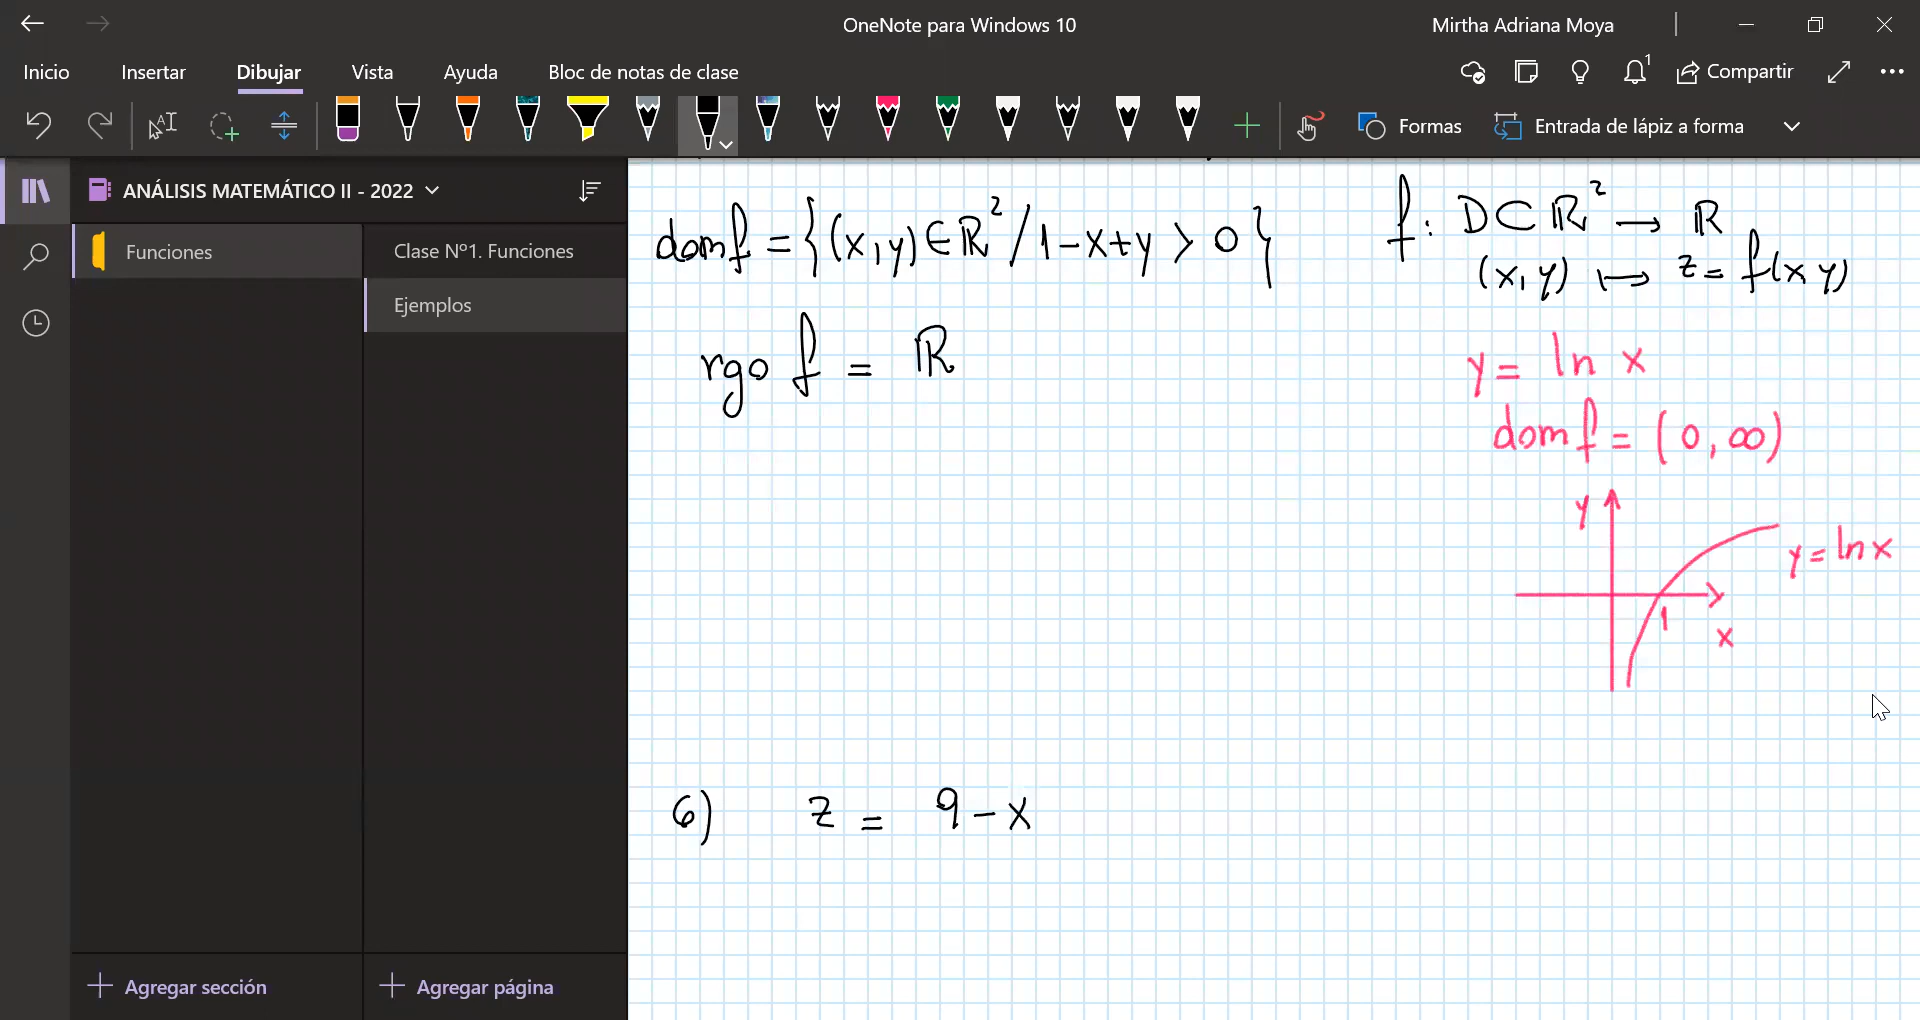 OneNote para Windows 10
Mirtha Adriana Moya
Inicio Insertar Dibujar Vista Ayuda Bloc de notas de clase
1 Compartir
Formas Entrada de lápiz a forma
ANÁLISIS MATEMÁTICO II - 2022
Funciones
Clase Nº1. Funciones
Ejemplos
Agregar sección
Agregar página
dom f = {(x,y) ∈ ℝ² / 1-x+y > 0}
rgo f = ℝ
6) z = 9 - x
f: D ⊂ ℝ² → ℝ
(x,y) ↦ z = f(x,y)
y = ln x
dom f = (0, ∞)
y
y = ln x
1
x